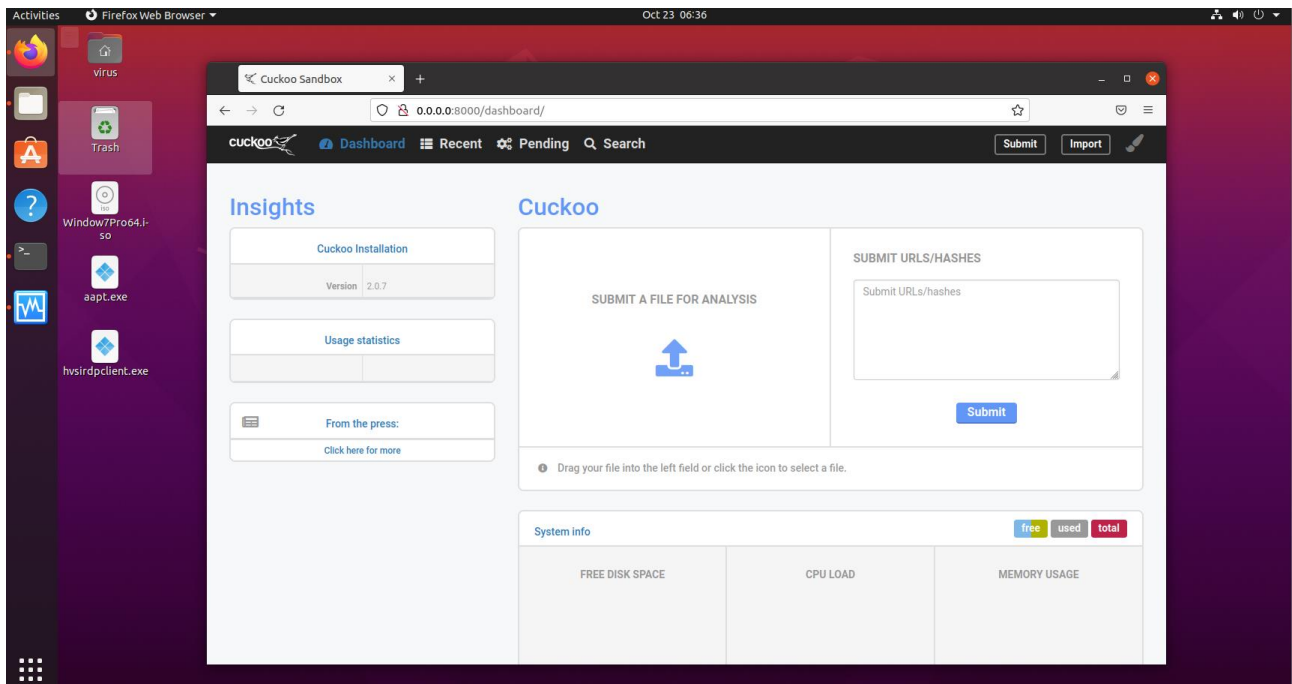 Activities Firefox Web Browser Oct 23 06:36
virus
Trash
ISO
Window7Pro64.i-
so
aapt.exe
hvsirdpclient.exe
Cuckoo Sandbox
0.0.0.0:8000/dashboard/
cuckoo Dashboard Recent Pending Search Submit Import
Insights
Cuckoo Installation
Version 2.0.7
Usage statistics
From the press:
Click here for more
Cuckoo
SUBMIT A FILE FOR ANALYSIS
SUBMIT URLS/HASHES
Submit URLs/hashes
Submit
Drag your file into the left field or click the icon to select a file.
System info free used total
FREE DISK SPACE CPU LOAD MEMORY USAGE